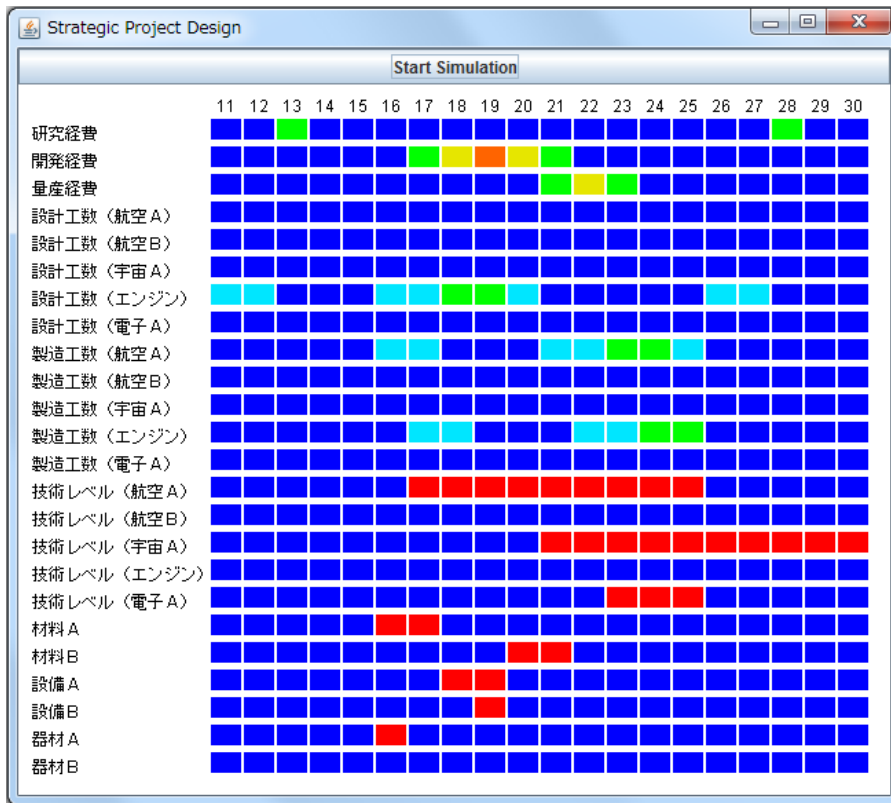 Strategic Project Design
Start Simulation
11 12 13 14 15 16 17 18 19 20 21 22 23 24 25 26 27 28 29 30
研究経費
開発経費
量産経費
設計工数（航空A）
設計工数（航空B）
設計工数（宇宙A）
設計工数（エンジン）
設計工数（電子A）
製造工数（航空A）
製造工数（航空B）
製造工数（宇宙A）
製造工数（エンジン）
製造工数（電子A）
技術レベル（航空A）
技術レベル（航空B）
技術レベル（宇宙A）
技術レベル（エンジン）
技術レベル（電子A）
材料A
材料B
設備A
設備B
器材A
器材B